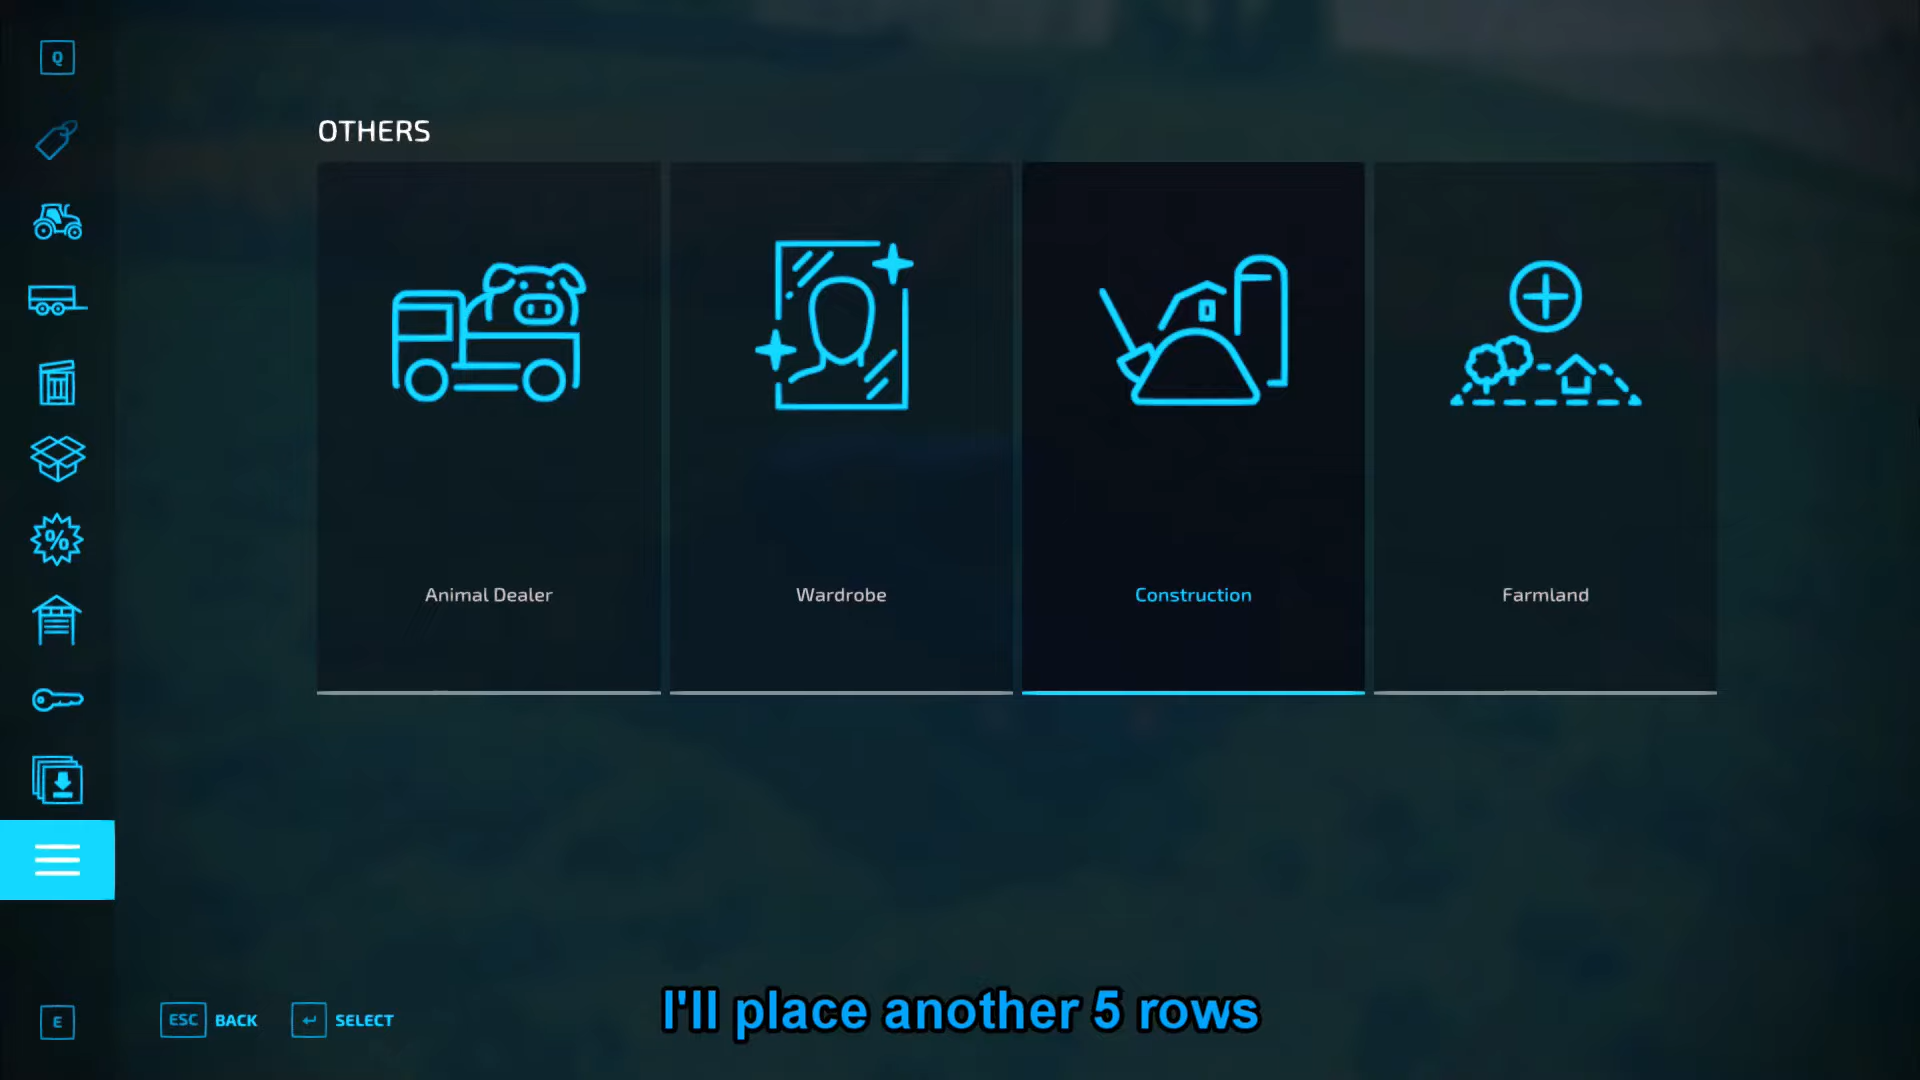 Q
OTHERS
Animal Dealer
Wardrobe
Construction
Farmland
%
E
ESC BACK
SELECT
I'll place another 5 rows